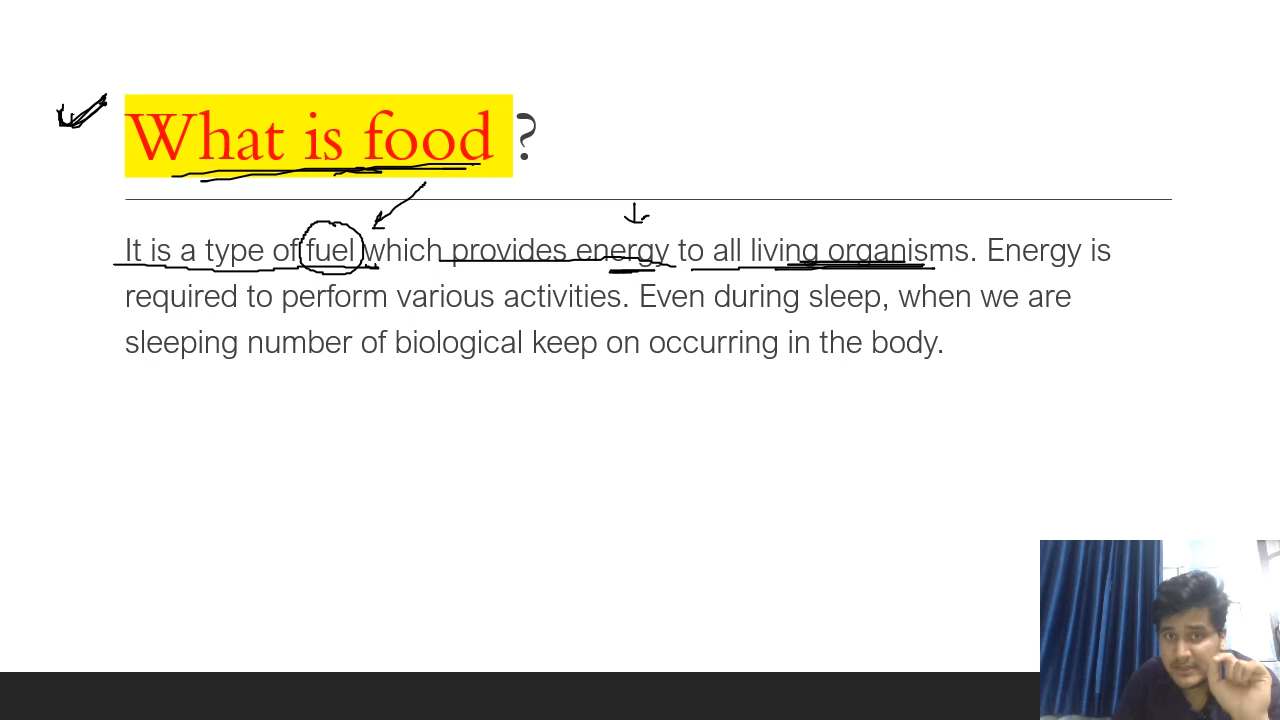 What is food ?
It is a type of fuel which provides energy to all living organisms. Energy is
required to perform various activities. Even during sleep, when we are
sleeping number of biological keep on occurring in the body.